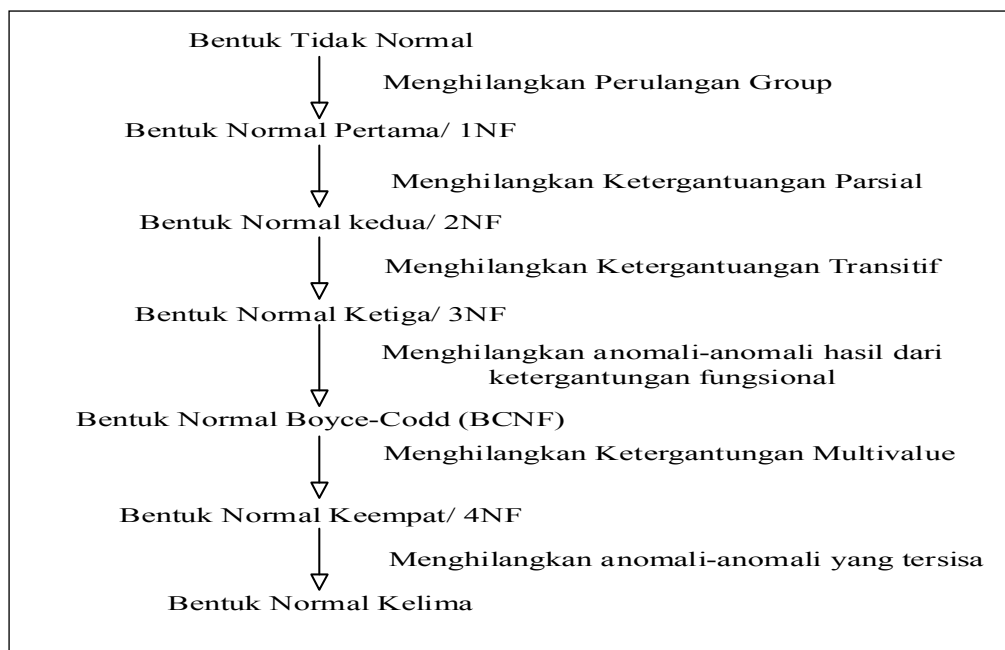 Bentuk Tidak Normal
Menghilangkan Perulangan Group
Bentuk Normal Pertama/ 1NF
Menghilangkan Ketergantuangan Parsial
Bentuk Normal kedua/ 2NF
Menghilangkan Ketergantuangan Transitif
Bentuk Normal Ketiga/ 3NF
Menghilangkan anomali-anomali hasil dari
ketergantungan fungsional
Bentuk Normal Boyce-Codd (BCNF)
Menghilangkan Ketergantungan Multivalue
Bentuk Normal Keempat/ 4NF
Menghilangkan anomali-anomali yang tersisa
Bentuk Normal Kelima